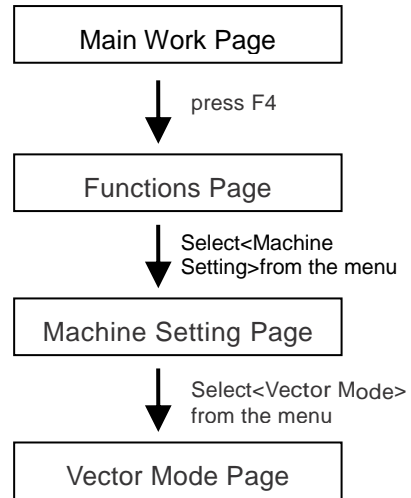 Main Work Page
press F4
Functions Page
Select<Machine
Setting>from the menu
Machine Setting Page
Select<Vector Mode>
from the menu
Vector Mode Page